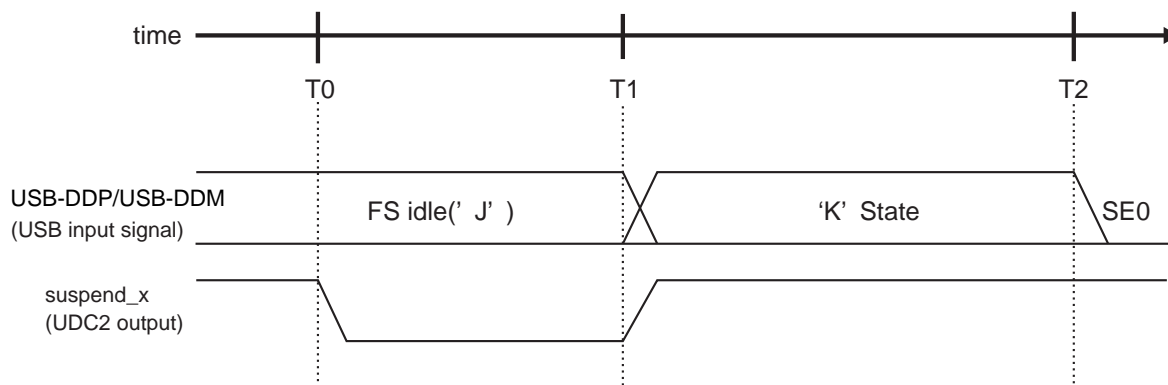 time
T0 T1 T2
USB-DDP/USB-DDM
(USB input signal)
FS idle(’ J’ )
‘K’ State
SE0
suspend_x
(UDC2 output)